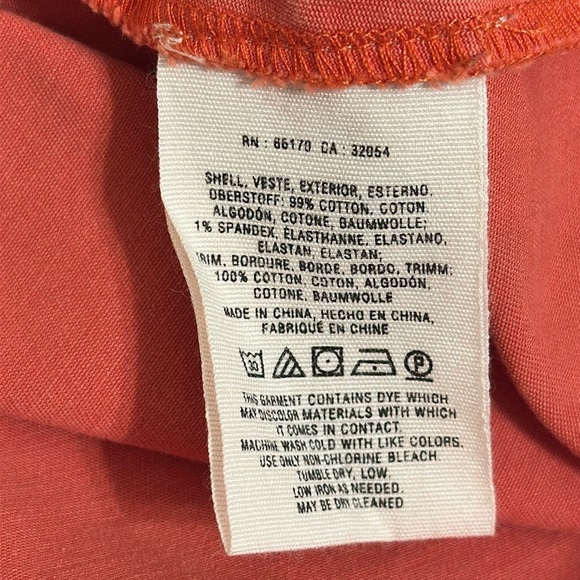 RN : 66170 CA : 32054
SHELL, VESTE, EXTERIOR, ESTERNO,
OBERSTOFF: 99% COTTON, COTON,
ALGODÓN, COTONE, BAUMWOLLE;
1% SPANDEX, ÉLASTHANNE, ELASTANO,
ELASTAN, ELASTAN;
TRIM, BORDURE, BORDE, BORDO, TRIMM:
100% COTTON, COTON, ALGODÓN,
COTONE, BAUMWOLLE
MADE IN CHINA, HECHO EN CHINA,
FABRIQUÉ EN CHINE
30 P
THIS GARMENT CONTAINS DYE WHICH
MAY DISCOLOR MATERIALS WITH WHICH
IT COMES IN CONTACT.
MACHINE WASH COLD WITH LIKE COLORS.
USE ONLY NON-CHLORINE BLEACH.
TUMBLE DRY, LOW.
LOW IRON AS NEEDED.
MAY BE DRY CLEANED